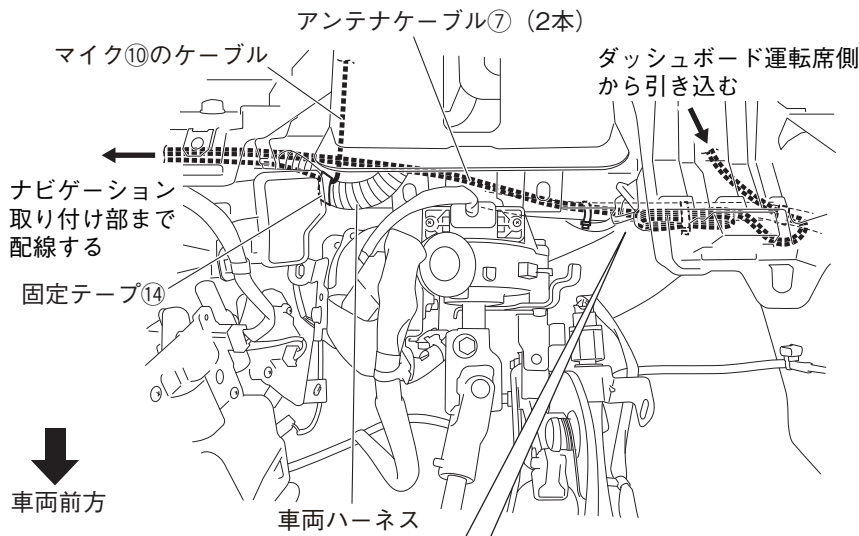 アンテナケーブル⑦（2本）
マイク⑩のケーブル
ダッシュボード運転席側
から引き込む
ナビゲーション
取り付け部まで
配線する
固定テープ⑭
車両前方
車両ハーネス